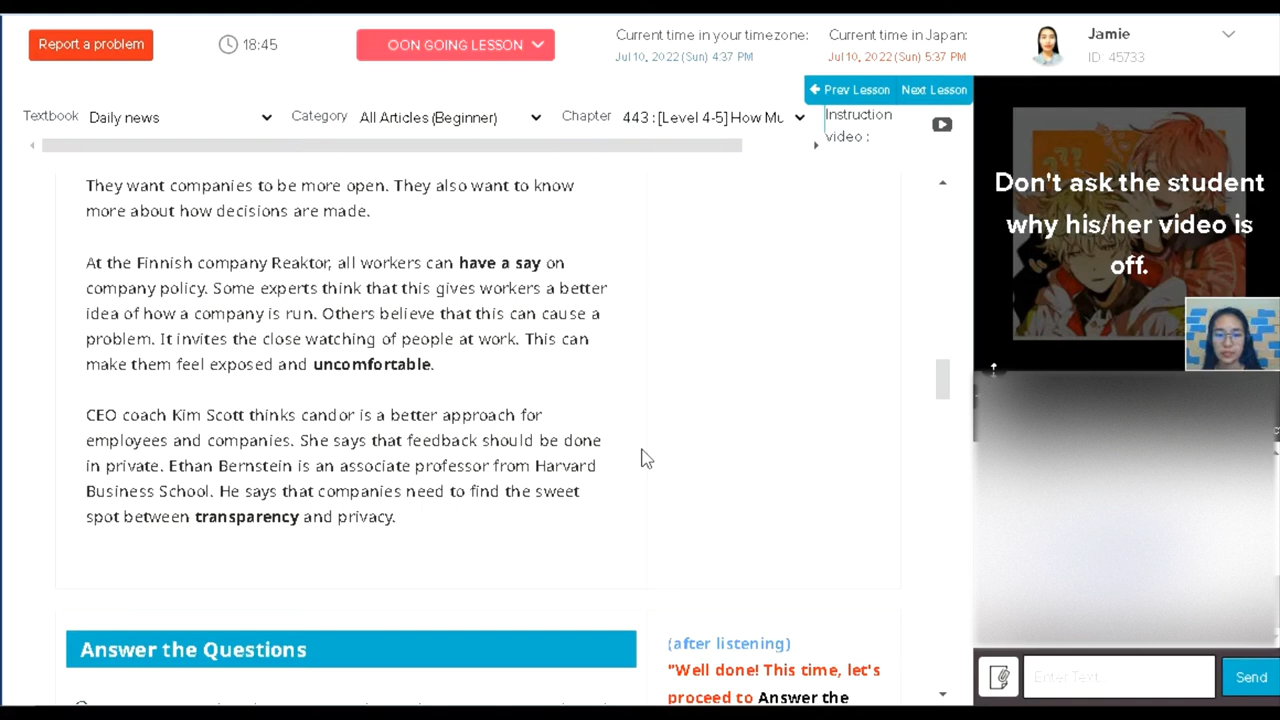 Report a problem
18:45
OON GOING LESSON
Current time in your timezone:
Jul 10, 2022 (Sun) 4:37 PM
Current time in Japan:
Jul 10, 2022 (Sun) 5:37 PM
Jamie
ID: 45733
Prev Lesson
Next Lesson
Textbook
Daily news
Category
All Articles (Beginner)
Chapter
443 : [Level 4-5] How Mu
Instruction
video :
They want companies to be more open. They also want to know
more about how decisions are made.
At the Finnish company Reaktor, all workers can have a say on
company policy. Some experts think that this gives workers a better
idea of how a company is run. Others believe that this can cause a
problem. It invites the close watching of people at work. This can
make them feel exposed and uncomfortable.
CEO coach Kim Scott thinks candor is a better approach for
employees and companies. She says that feedback should be done
in private. Ethan Bernstein is an associate professor from Harvard
Business School. He says that companies need to find the sweet
spot between transparency and privacy.
Answer the Questions
(after listening)
"Well done! This time, let's
proceed to Answer the
Don't ask the student
why his/her video is
off.
Enter Text...
Send